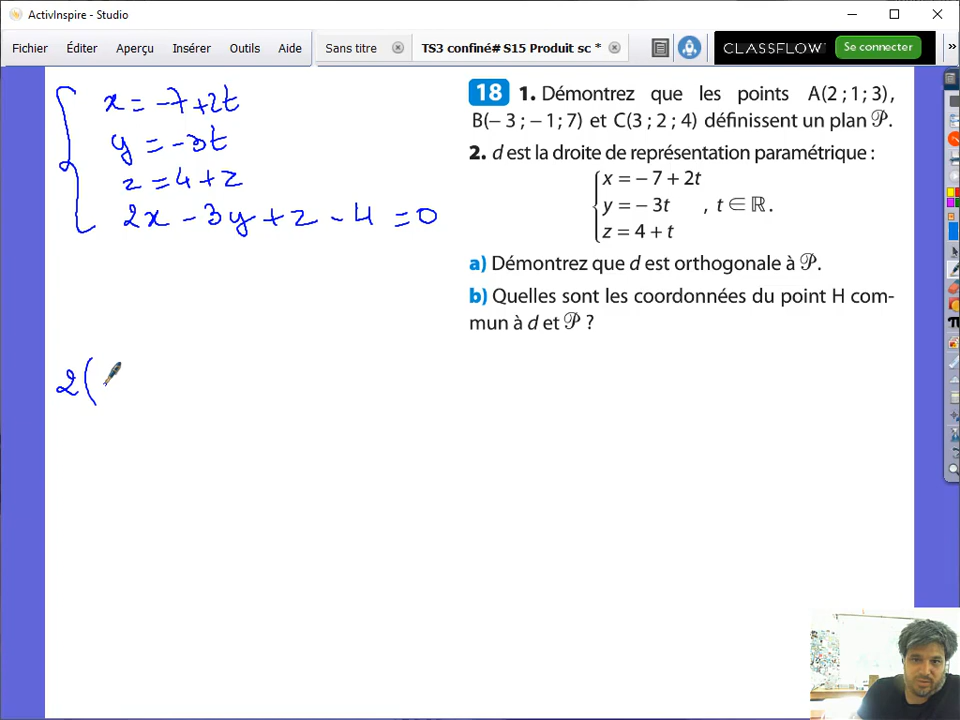 ActivInspire - Studio
Fichier Éditer Aperçu Insérer Outils Aide Sans titre TS3 confiné# S15 Produit sc * CLASSFLOW Se connecter »
x = -7 + 2t
y = -3t
z = 4 + z
2x - 3y + z - 4 = 0
2(
18 1. Démontrez que les points A(2 ; 1 ; 3),
B(− 3 ; − 1 ; 7) et C(3 ; 2 ; 4) définissent un plan 𝒫.
2. d est la droite de représentation paramétrique :
x = − 7 + 2t
y = − 3t , t ∈ ℝ.
z = 4 + t
a) Démontrez que d est orthogonale à 𝒫.
b) Quelles sont les coordonnées du point H com-
mun à d et 𝒫 ?